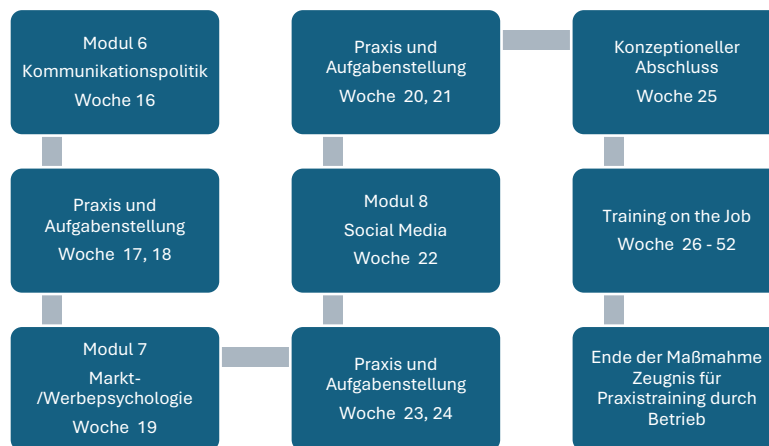 Modul 6
Kommunikationspolitik
Woche 16
Praxis und
Aufgabenstellung
Woche 17, 18
Modul 7
Markt-
/Werbepsychologie
Woche 19
Praxis und
Aufgabenstellung
Woche 20, 21
Modul 8
Social Media
Woche 22
Praxis und
Aufgabenstellung
Woche 23, 24
Konzeptioneller
Abschluss
Woche 25
Training on the Job
Woche 26 - 52
Ende der Maßmahme
Zeugnis für
Praxistraining durch
Betrieb